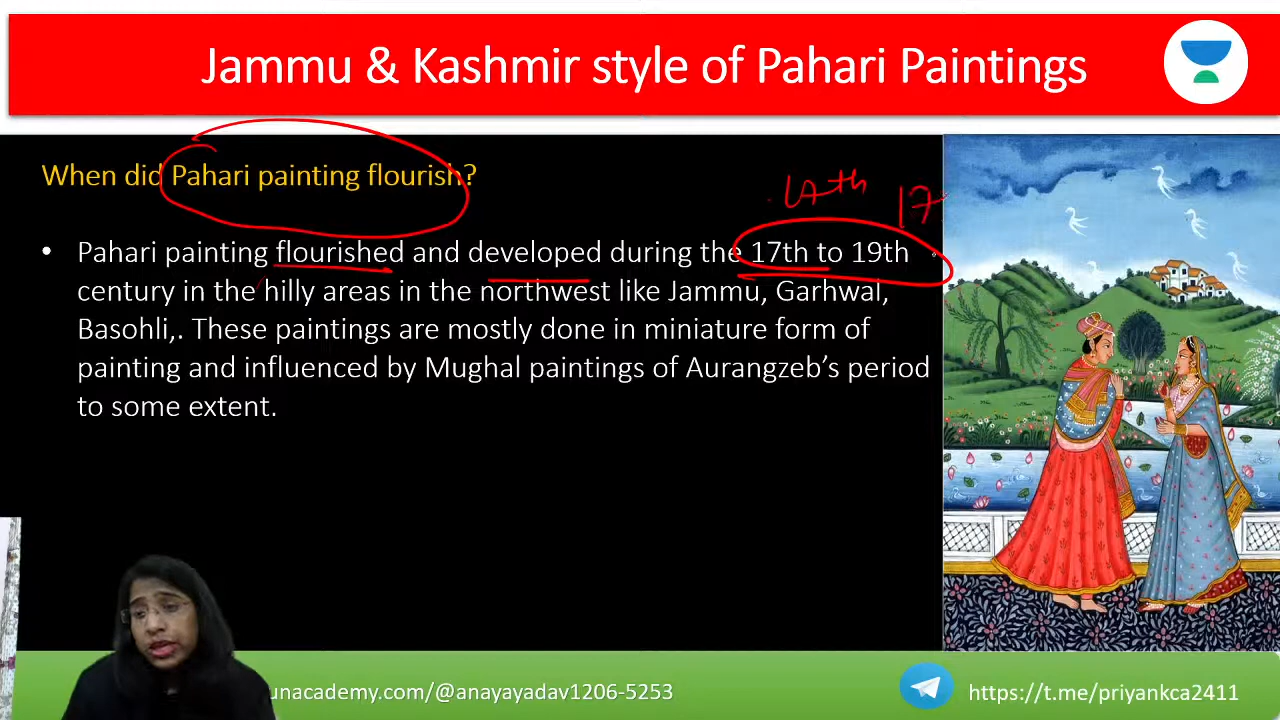 Jammu & Kashmir style of Pahari Paintings
When did Pahari painting flourish?
17th
17
• Pahari painting flourished and developed during the 17th to 19th
century in the hilly areas in the northwest like Jammu, Garhwal,
Basohli,. These paintings are mostly done in miniature form of
painting and influenced by Mughal paintings of Aurangzeb’s period
to some extent.
unacademy.com/@anayayadav1206-5253
https://t.me/priyankca2411